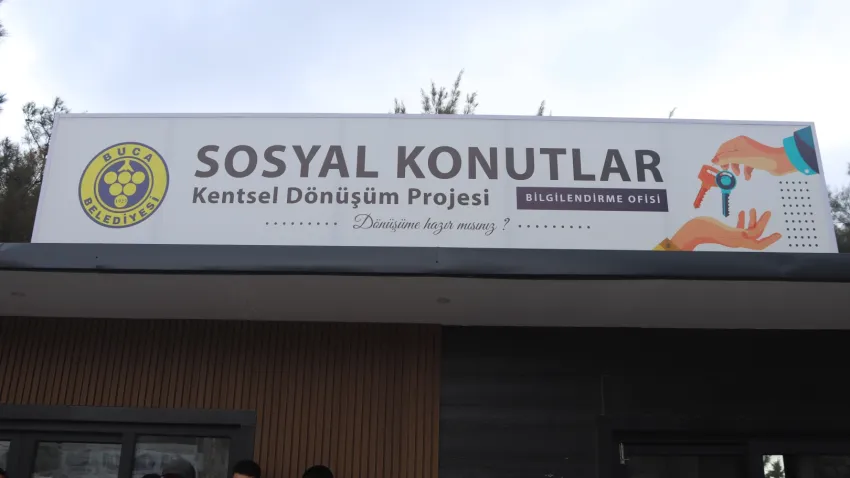 BUCA
BELEDİYESİ
SOSYAL KONUTLAR
Kentsel Dönüşüm Projesi
BİLGİLENDİRME OFİSİ
Dönüşüme hazır mısınız ?